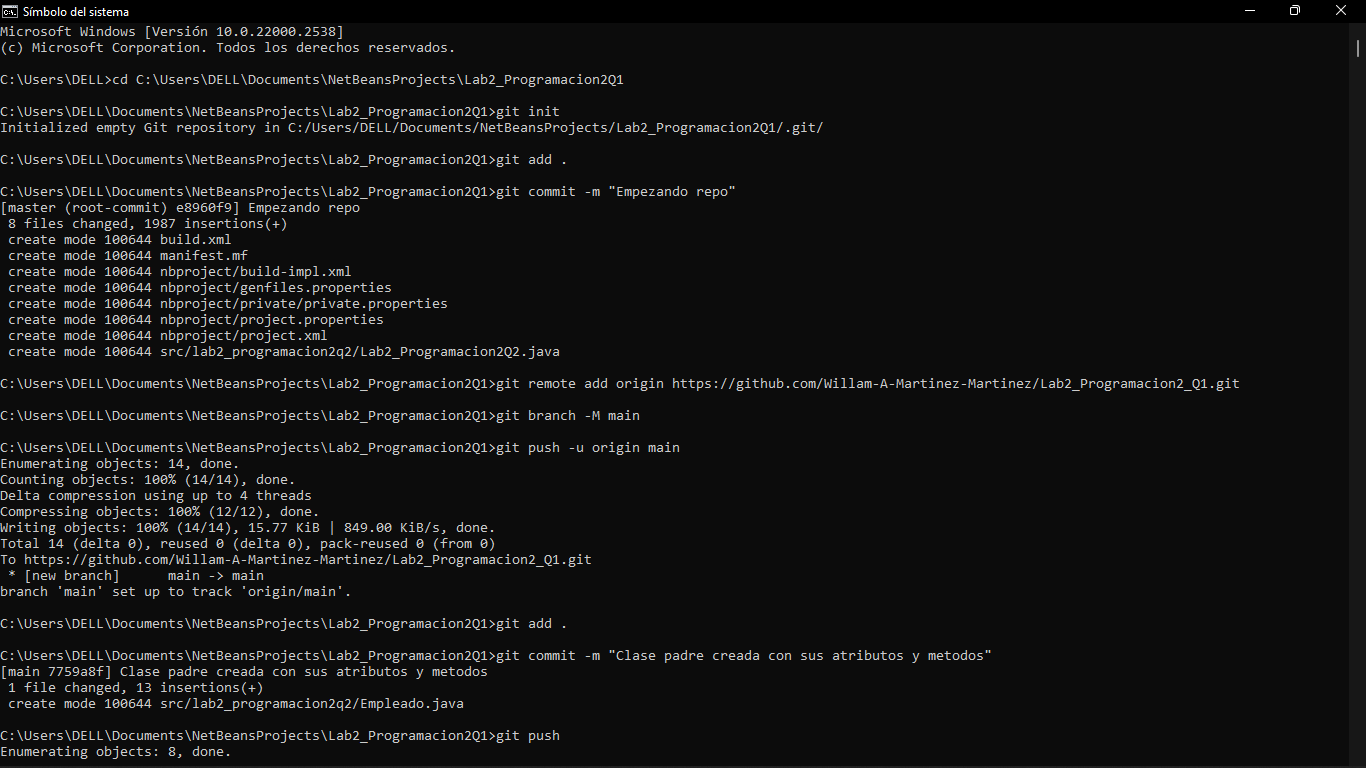 Símbolo del sistema
Microsoft Windows [Versión 10.0.22000.2538]
(c) Microsoft Corporation. Todos los derechos reservados.
C:\Users\DELL>cd C:\Users\DELL\Documents\NetBeansProjects\Lab2_Programacion2Q1
C:\Users\DELL\Documents\NetBeansProjects\Lab2_Programacion2Q1>git init
Initialized empty Git repository in C:/Users/DELL/Documents/NetBeansProjects/Lab2_Programacion2Q1/.git/
C:\Users\DELL\Documents\NetBeansProjects\Lab2_Programacion2Q1>git add .
C:\Users\DELL\Documents\NetBeansProjects\Lab2_Programacion2Q1>git commit -m "Empezando repo"
[master (root-commit) e8960f9] Empezando repo
 8 files changed, 1987 insertions(+)
 create mode 100644 build.xml
 create mode 100644 manifest.mf
 create mode 100644 nbproject/build-impl.xml
 create mode 100644 nbproject/genfiles.properties
 create mode 100644 nbproject/private/private.properties
 create mode 100644 nbproject/project.properties
 create mode 100644 nbproject/project.xml
 create mode 100644 src/lab2_programacion2q2/Lab2_Programacion2Q2.java
C:\Users\DELL\Documents\NetBeansProjects\Lab2_Programacion2Q1>git remote add origin https://github.com/Willam-A-Martinez-Martinez/Lab2_Programacion2_Q1.git
C:\Users\DELL\Documents\NetBeansProjects\Lab2_Programacion2Q1>git branch -M main
C:\Users\DELL\Documents\NetBeansProjects\Lab2_Programacion2Q1>git push -u origin main
Enumerating objects: 14, done.
Counting objects: 100% (14/14), done.
Delta compression using up to 4 threads
Compressing objects: 100% (12/12), done.
Writing objects: 100% (14/14), 15.77 KiB | 849.00 KiB/s, done.
Total 14 (delta 0), reused 0 (delta 0), pack-reused 0 (from 0)
To https://github.com/Willam-A-Martinez-Martinez/Lab2_Programacion2_Q1.git
 * [new branch]      main -> main
branch 'main' set up to track 'origin/main'.
C:\Users\DELL\Documents\NetBeansProjects\Lab2_Programacion2Q1>git add .
C:\Users\DELL\Documents\NetBeansProjects\Lab2_Programacion2Q1>git commit -m "Clase padre creada con sus atributos y metodos"
[main 7759a8f] Clase padre creada con sus atributos y metodos
 1 file changed, 13 insertions(+)
 create mode 100644 src/lab2_programacion2q2/Empleado.java
C:\Users\DELL\Documents\NetBeansProjects\Lab2_Programacion2Q1>git push
Enumerating objects: 8, done.